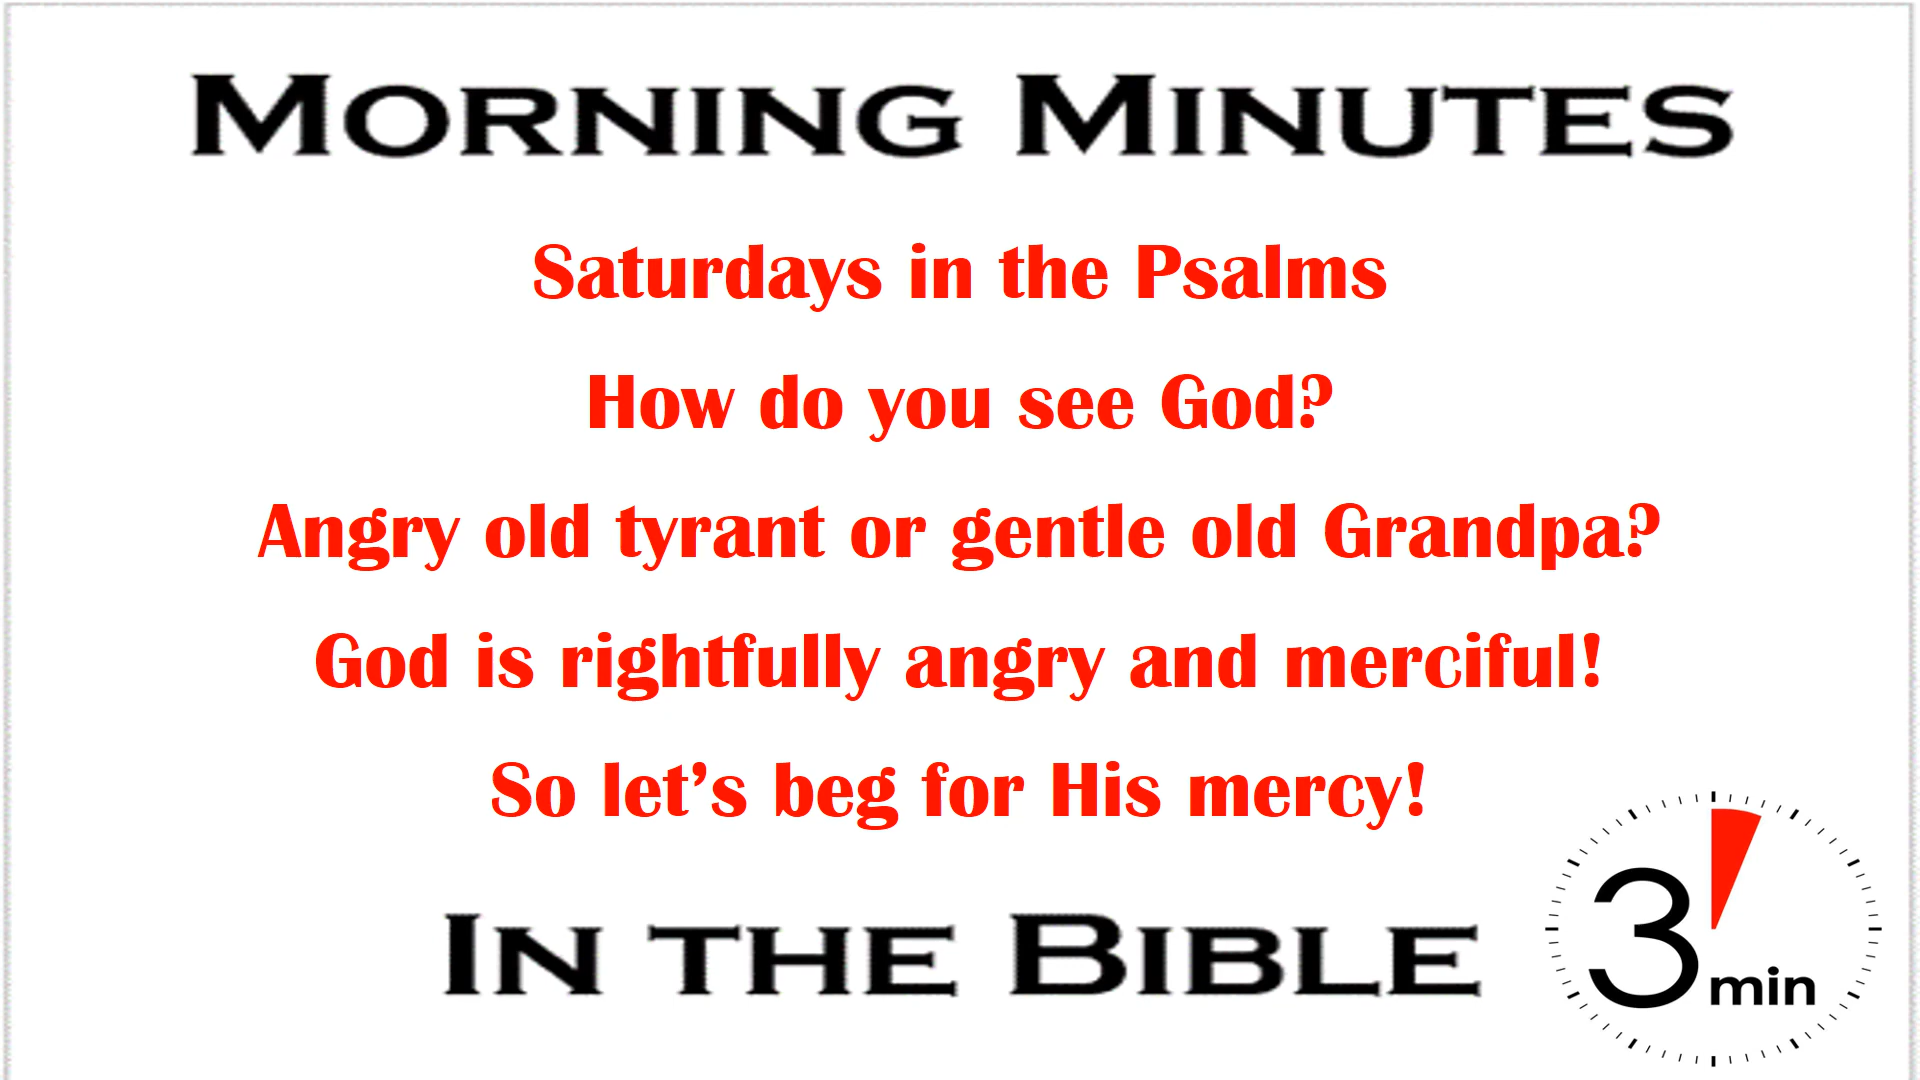 Morning Minutes
Saturdays in the Psalms
How do you see God?
Angry old tyrant or gentle old Grandpa?
God is rightfully angry and merciful!
So let’s beg for His mercy!
In the Bible
3 min